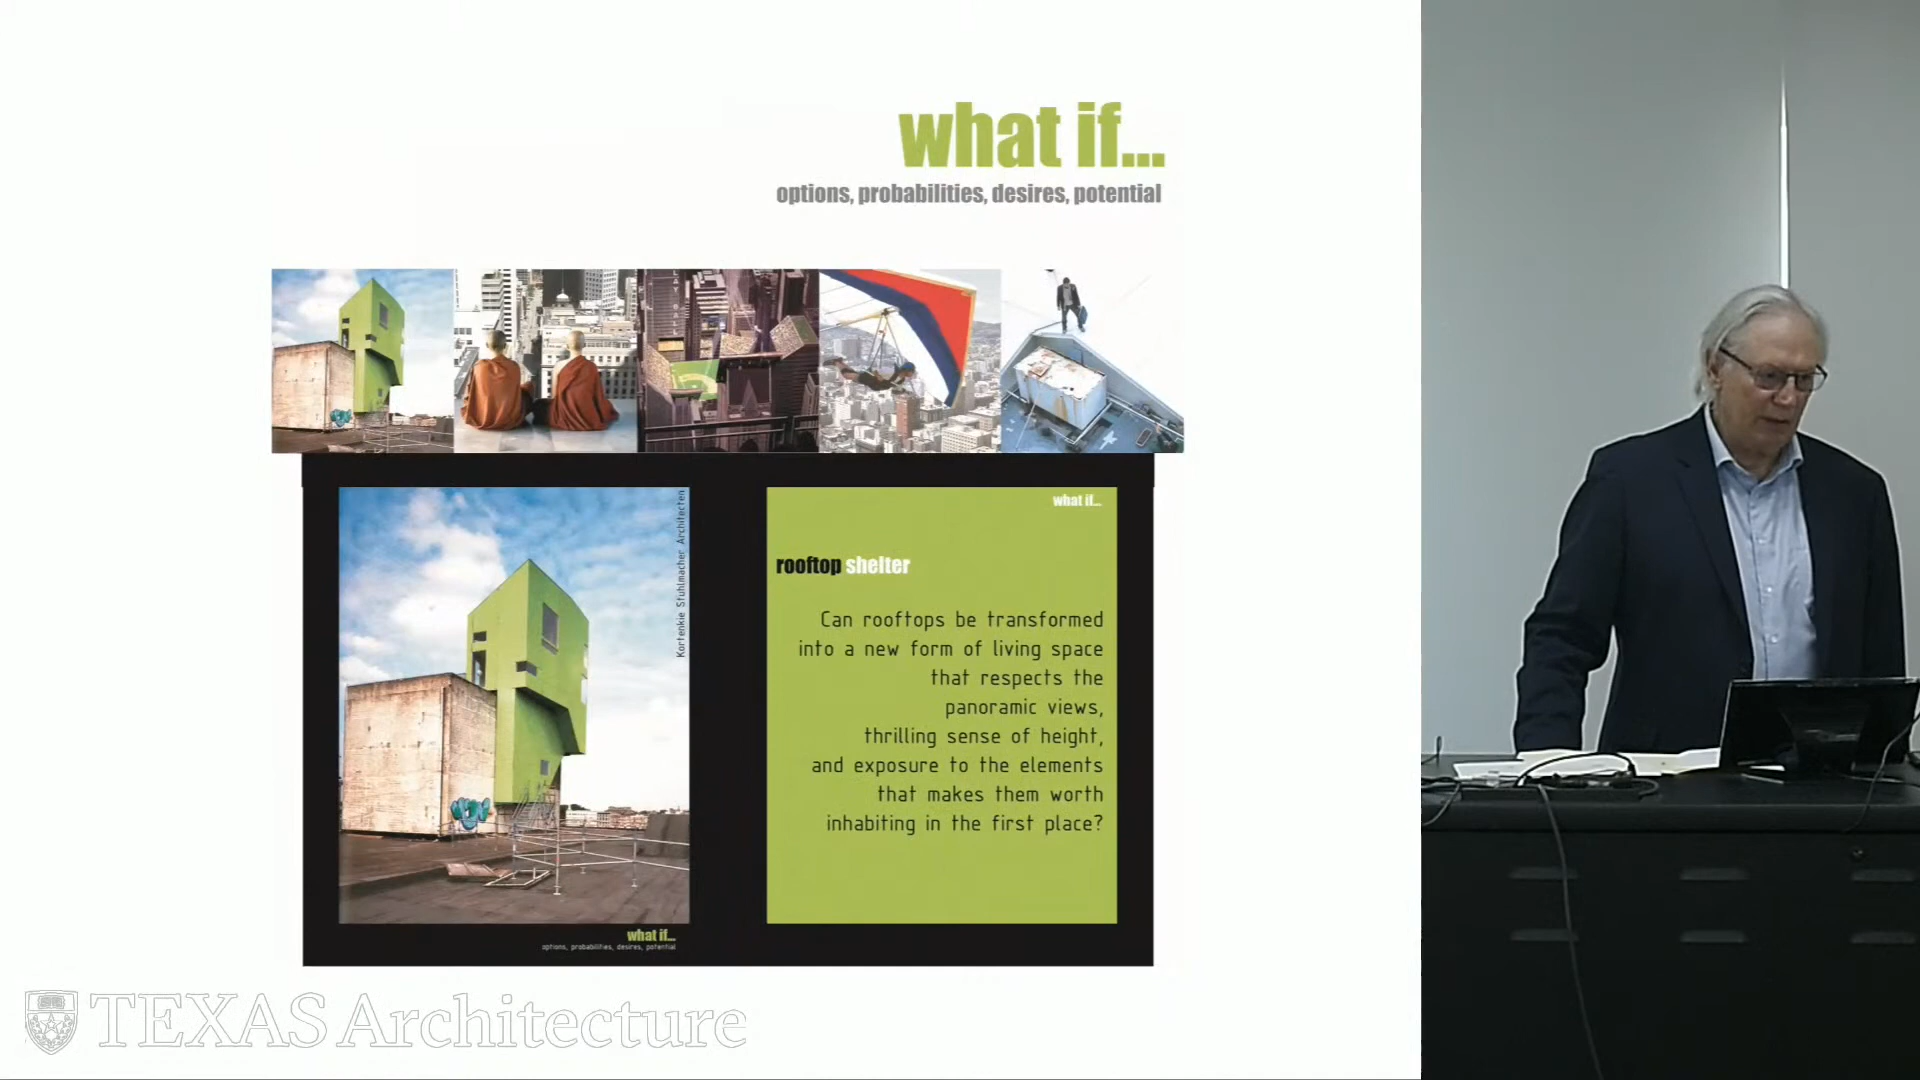 what if...
options, probabilities, desires, potential
Kortenkie Stuhlmacher Architecten
what if...
options, probabilities, desires, potential
what if...
rooftop shelter
Can rooftops be transformed
into a new form of living space
that respects the
panoramic views,
thrilling sense of height,
and exposure to the elements
that makes them worth
inhabiting in the first place?
TEXAS Architecture